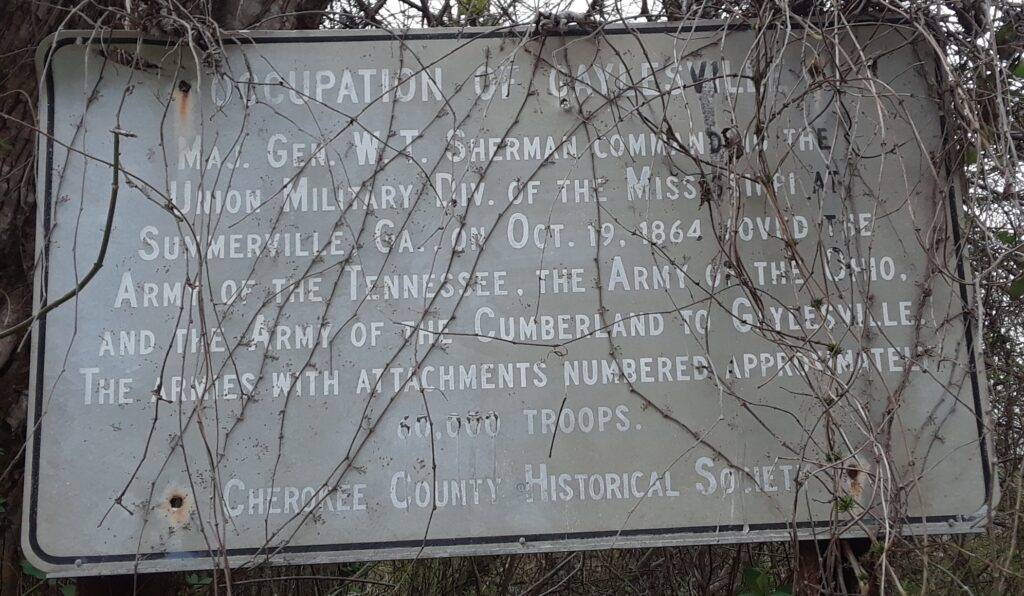 OCCUPATION OF GAYLESVILLE
MAJ. GEN. W.T. SHERMAN COMMANDING THE
UNION MILITARY DIV. OF THE MISSISSIPPI AT
SUMMERVILLE, GA., ON OCT. 19, 1864 MOVED THE
ARMY OF THE TENNESSEE, THE ARMY OF THE OHIO,
AND THE ARMY OF THE CUMBERLAND TO GAYLESVILLE.
THE ARMIES WITH ATTACHMENTS NUMBERED APPROXIMATELY
TROOPS.
CHEROKEE COUNTY HISTORICAL SOCIETY